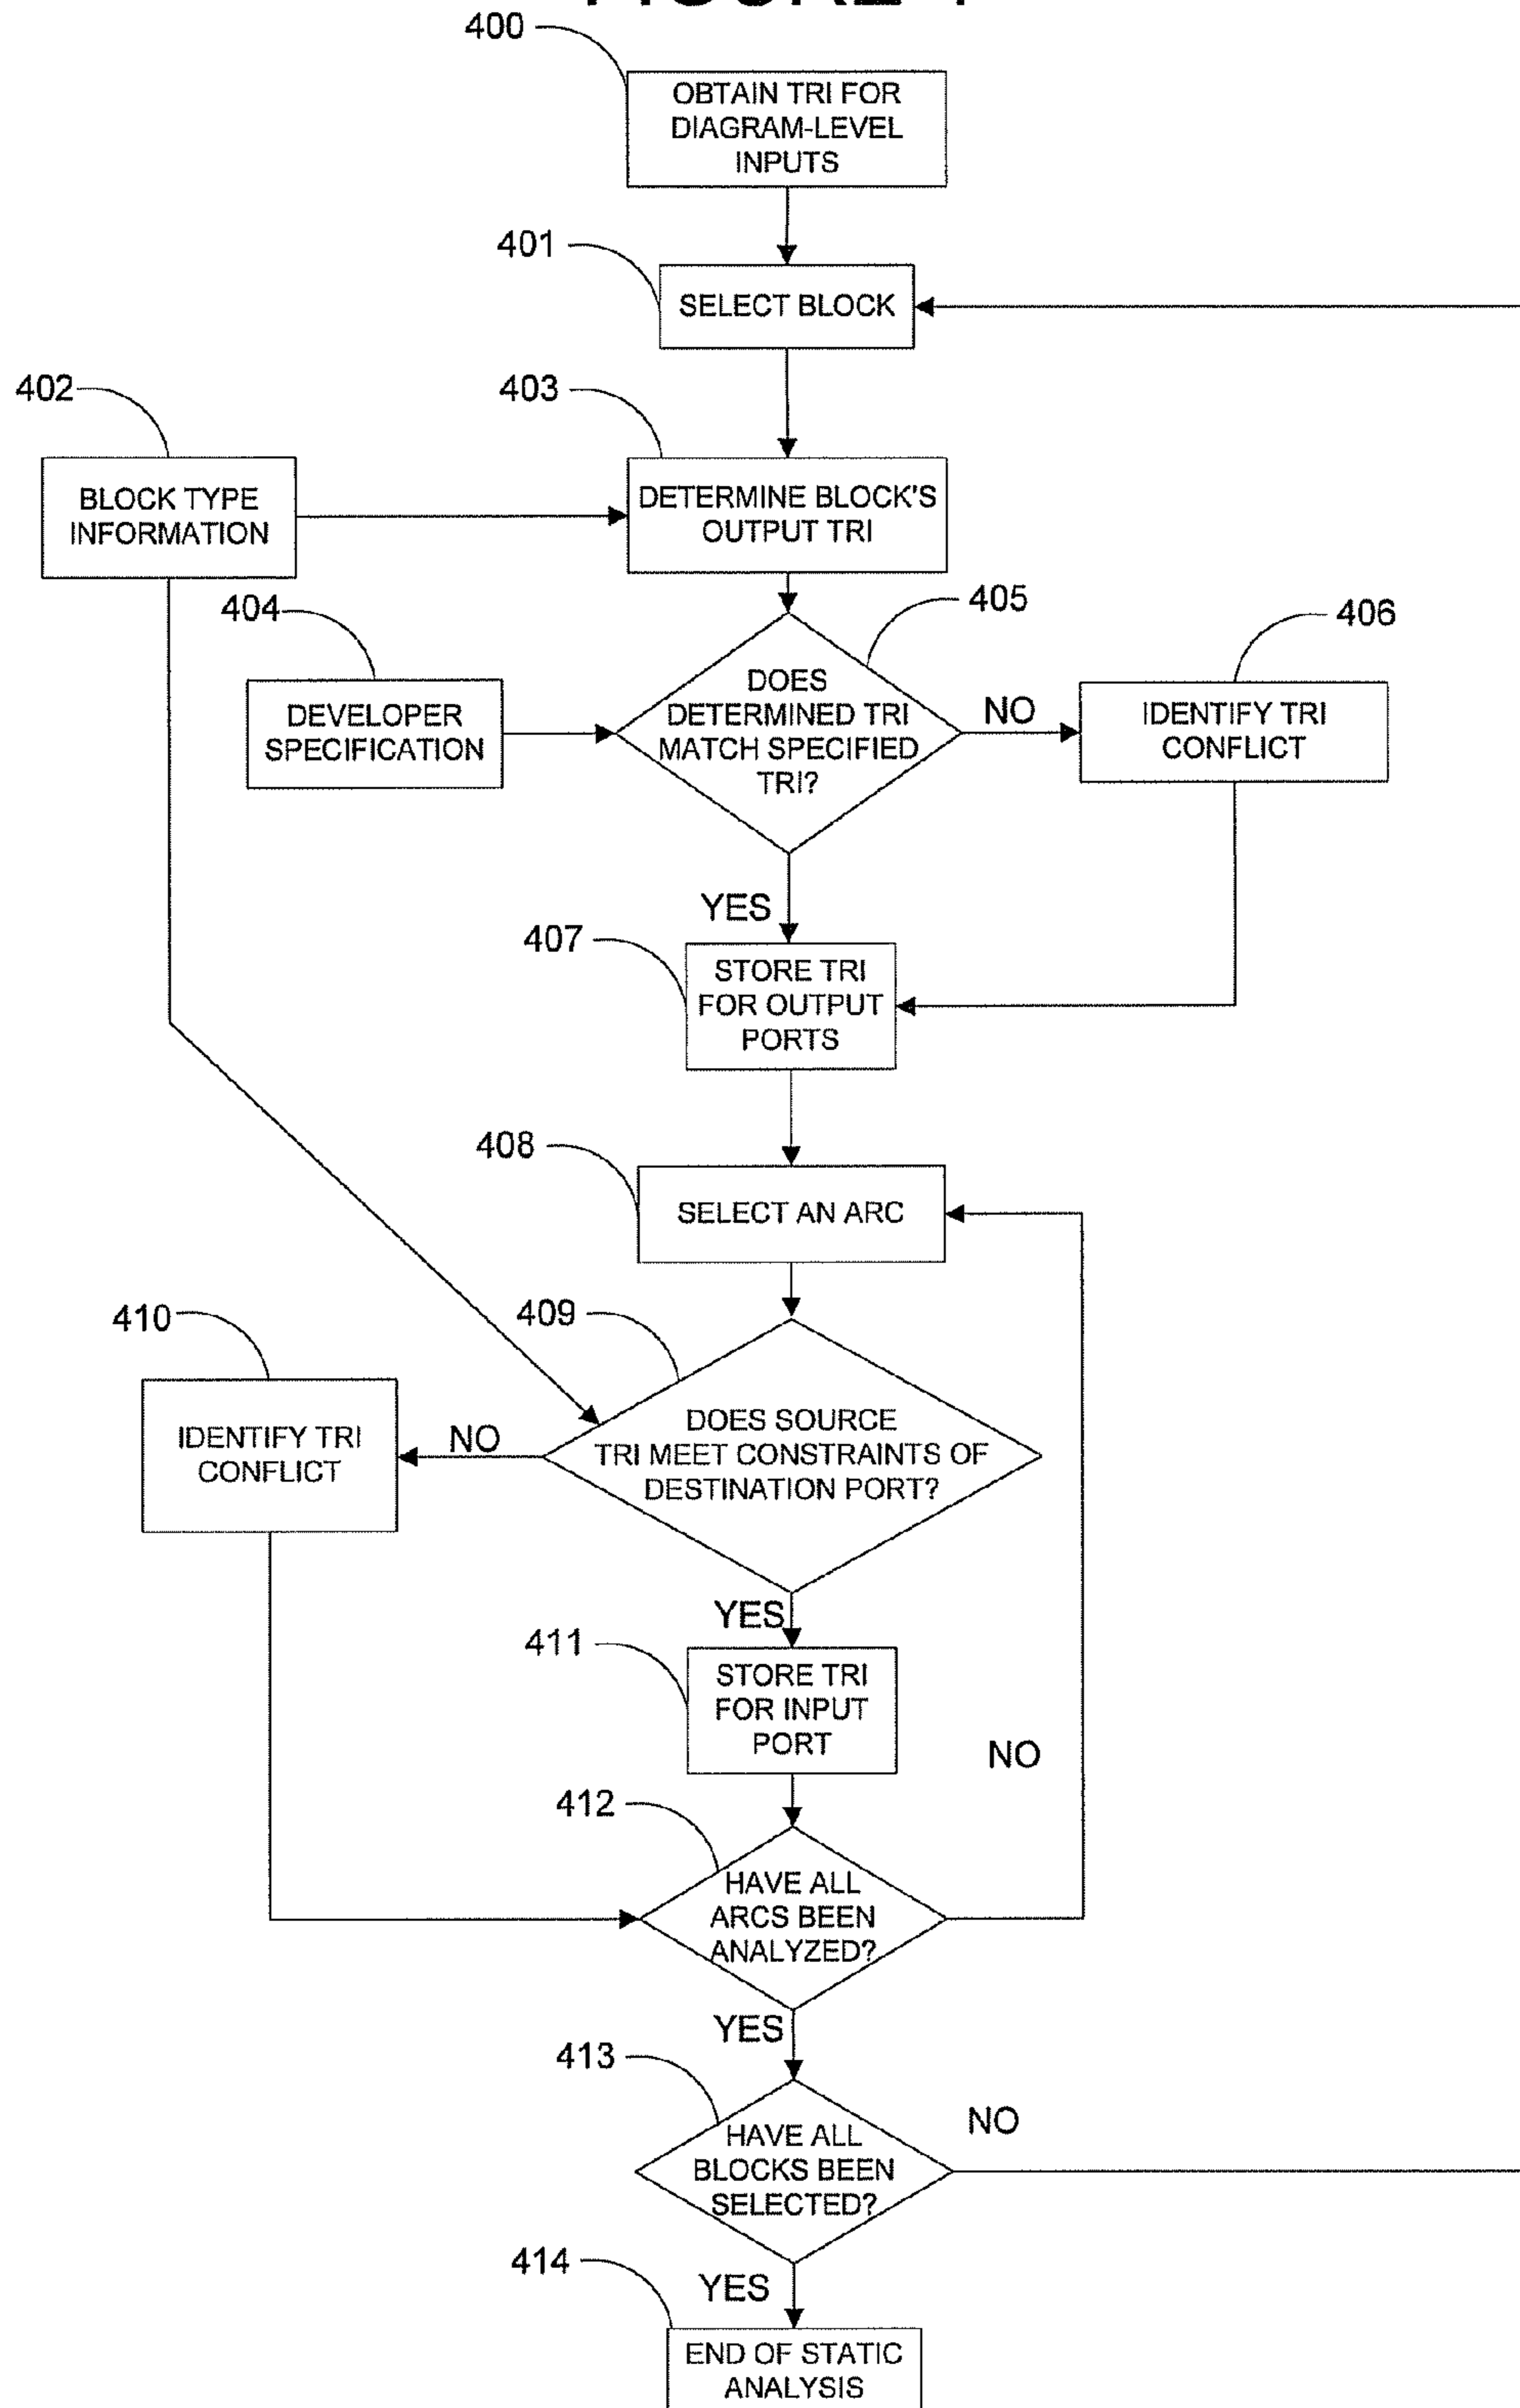 400
OBTAIN TRI FOR
DIAGRAM-LEVEL
INPUTS
401
SELECT BLOCK
402
403
BLOCK TYPE
INFORMATION
DETERMINE BLOCK'S
OUTPUT TRI
404
405
406
DEVELOPER
SPECIFICATION
DOES
DETERMINED TRI
MATCH SPECIFIED
TRI?
NO
IDENTIFY TRI
CONFLICT
YES
407
STORE TRI
FOR OUTPUT
PORTS
408
SELECT AN ARC
409
410
IDENTIFY TRI
CONFLICT
NO
DOES SOURCE
TRI MEET CONSTRAINTS OF
DESTINATION PORT?
YES
411
STORE TRI
FOR INPUT
PORT
NO
412
HAVE ALL
ARCS BEEN
ANALYZED?
YES
413
HAVE ALL
BLOCKS BEEN
SELECTED?
NO
YES
414
END OF STATIC
ANALYSIS